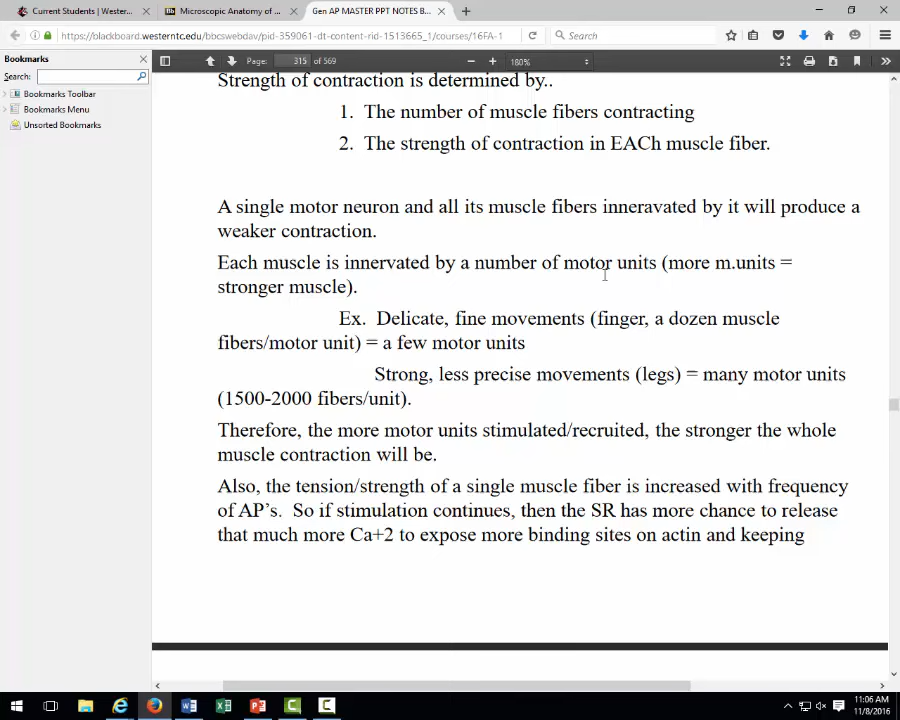 Current Students | Wester...
Microscopic Anatomy of ...
Gen AP MASTER PPT NOTES B...
https://blackboard.westerntc.edu/bbcswebdav/pid-359061-dt-content-rid-1513665_1/courses/16FA-1
Search
Bookmarks
Search:
Bookmarks Toolbar
Bookmarks Menu
Unsorted Bookmarks
Page: 315 of 569
180%
Strength of contraction is determined by..
1. The number of muscle fibers contracting
2. The strength of contraction in EACh muscle fiber.
A single motor neuron and all its muscle fibers inneravated by it will produce a
weaker contraction.
Each muscle is innervated by a number of motor units (more m.units =
stronger muscle).
Ex. Delicate, fine movements (finger, a dozen muscle
fibers/motor unit) = a few motor units
Strong, less precise movements (legs) = many motor units
(1500-2000 fibers/unit).
Therefore, the more motor units stimulated/recruited, the stronger the whole
muscle contraction will be.
Also, the tension/strength of a single muscle fiber is increased with frequency
of AP's. So if stimulation continues, then the SR has more chance to release
that much more Ca+2 to expose more binding sites on actin and keeping
11:06 AM
11/8/2016